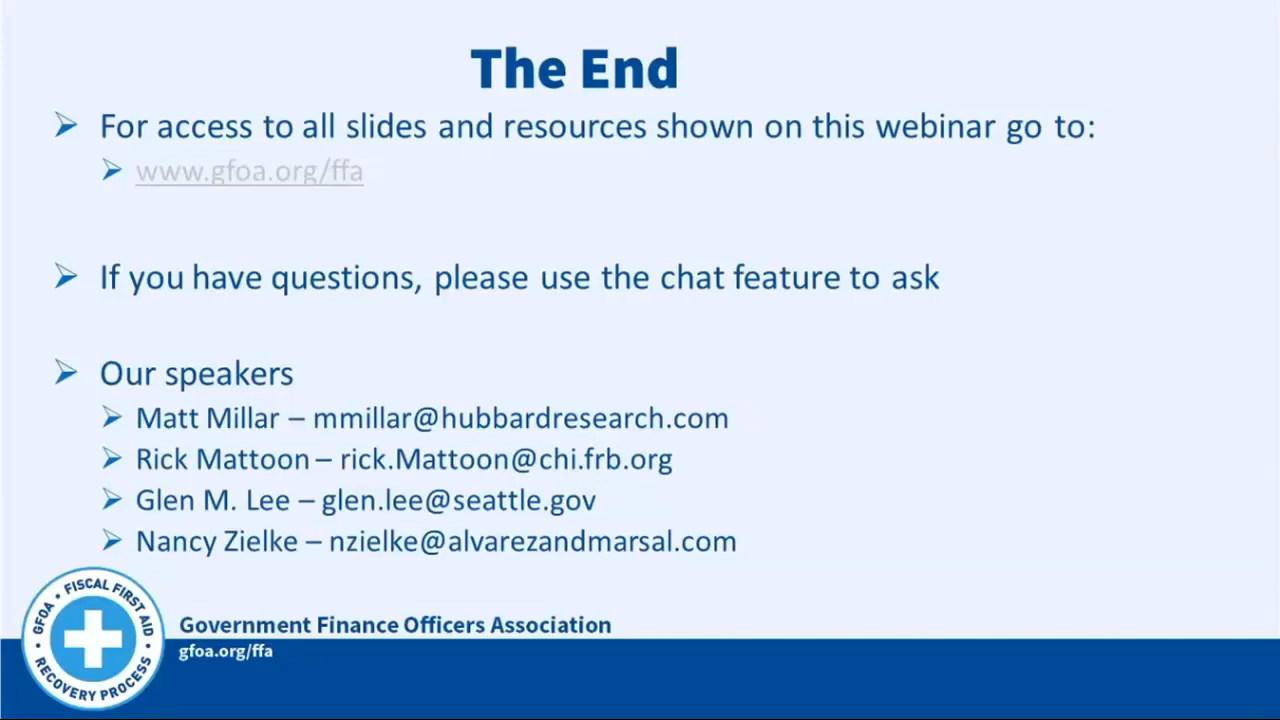 The End
For access to all slides and resources shown on this webinar go to:
www.gfoa.org/ffa
If you have questions, please use the chat feature to ask
Our speakers
Matt Millar – mmillar@hubbardresearch.com
Rick Mattoon – rick.Mattoon@chi.frb.org
Glen M. Lee – glen.lee@seattle.gov
Nancy Zielke – nzielke@alvarezandmarsal.com
GFOA • FISCAL FIRST AID • RECOVERY PROCESS •
Government Finance Officers Association
gfoa.org/ffa